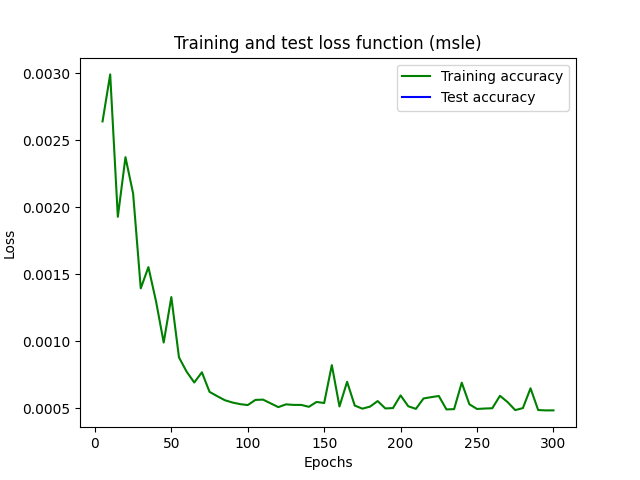 Training and test loss function (msle)
Training accuracy
Test accuracy
0.0030
0.0025
0.0020
0.0015
0.0010
0.0005
Loss
0 50 100 150 200 250 300
Epochs